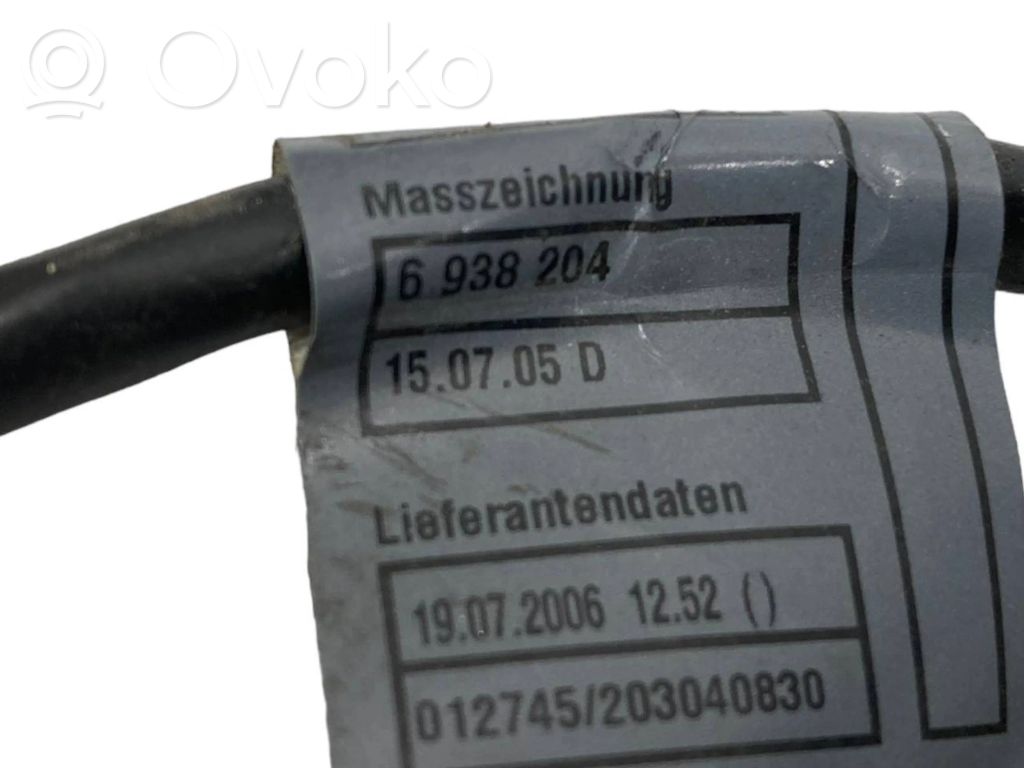 Ovoko
Masszeichnung
6 938 204
15.07.05 D
Lieferantendaten
19.07.2006 12.52 ()
012745/203040830